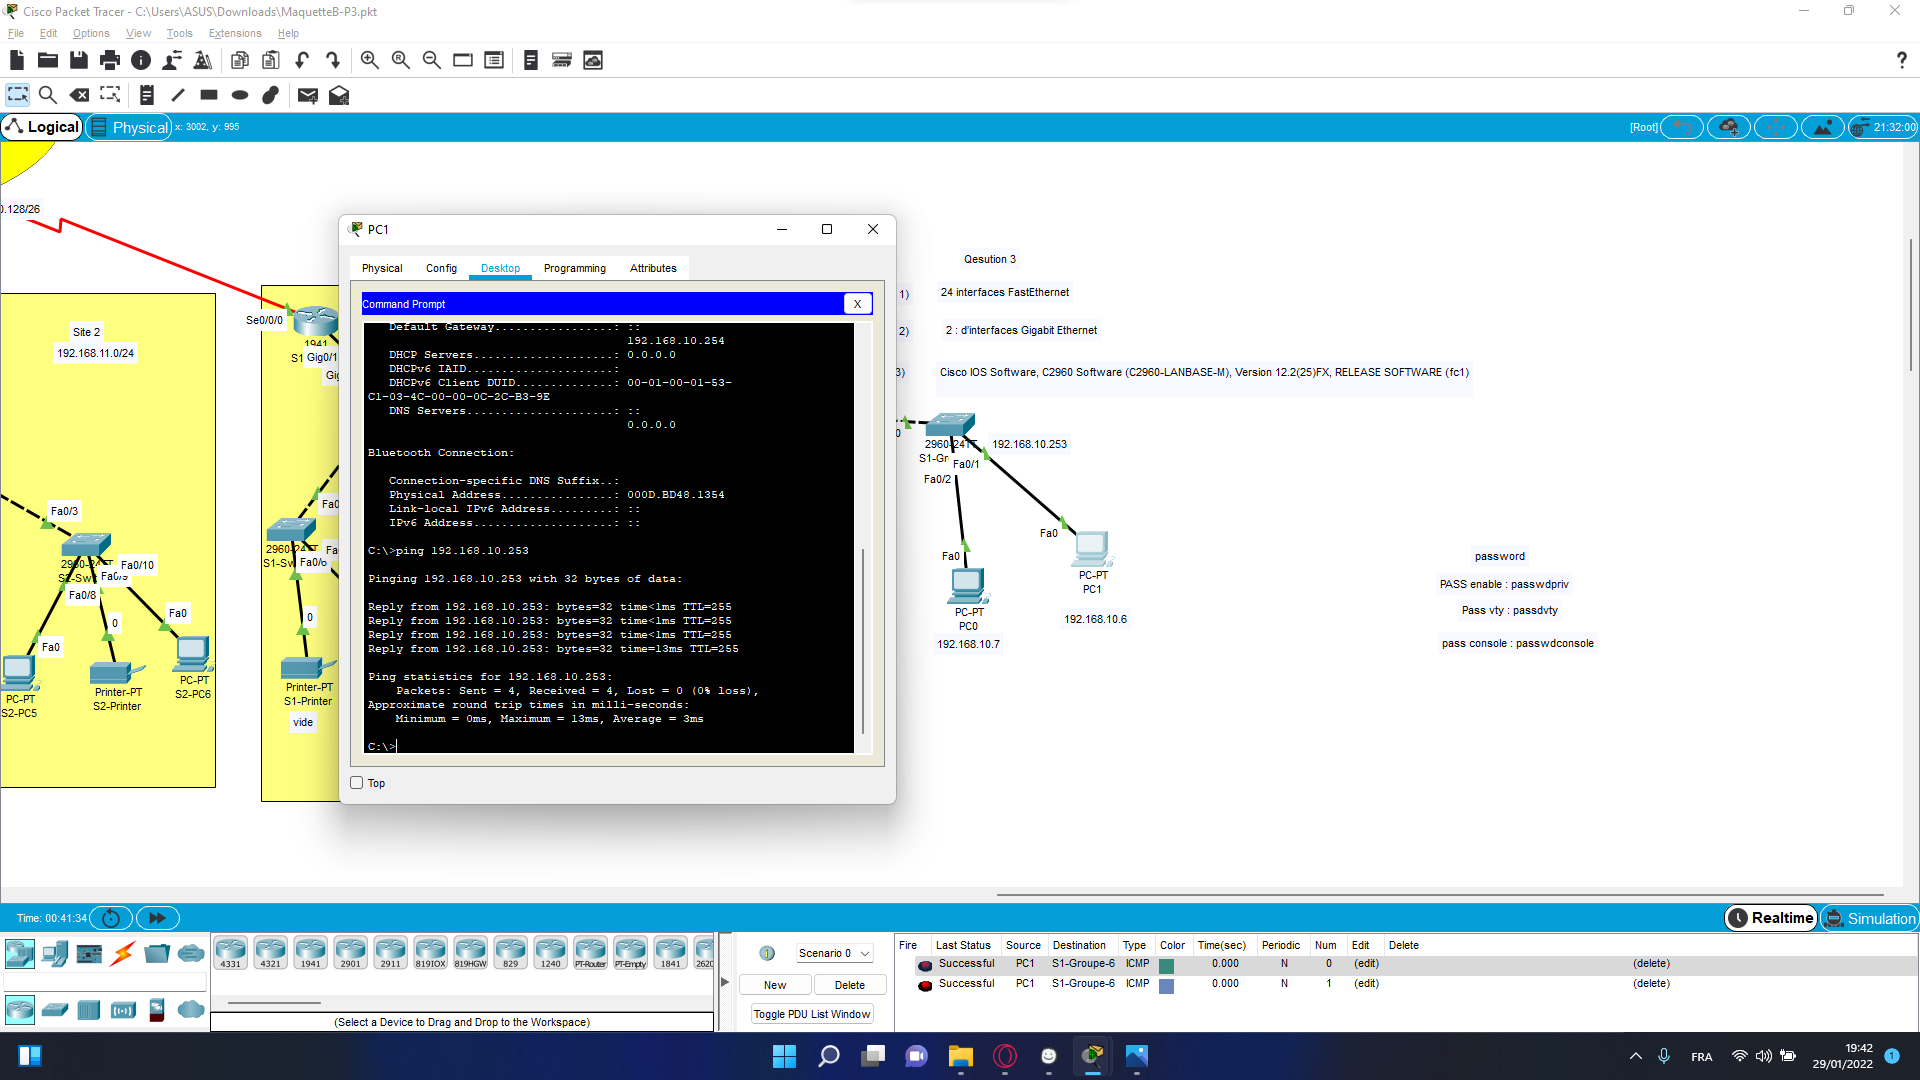 Cisco Packet Tracer - C:\Users\ASUS\Downloads\MaquetteB-P3.pkt
File Edit Options View Tools Extensions Help
Logical Physical x: 3002, y: 995 [Root] 21:32:00
0.128/26
Site 2
192.168.11.0/24
Fa0/3
Fa0/10
Fa0/9
Fa0/8
Fa0
0
Fa0
PC-PT
S2-PC5
Printer-PT
S2-Printer
PC-PT
S2-PC6
Se0/0/0
1941
S1
Gig0/1
Fa0/6
0
Printer-PT
S1-Printer
vide
PC1
Physical Config Desktop Programming Attributes
Command Prompt X
Default Gateway.................: ::
192.168.10.254
DHCP Servers....................: 0.0.0.0
DHCPv6 IAID.....................:
DHCPv6 Client DUID..............: 00-01-00-01-53-
C1-03-4C-00-00-0C-2C-B3-9E
DNS Servers.....................: ::
0.0.0.0
Bluetooth Connection:
Connection-specific DNS Suffix..:
Physical Address................: 000D.BD48.1354
Link-local IPv6 Address.........: ::
IPv6 Address....................: ::
C:\>ping 192.168.10.253
Pinging 192.168.10.253 with 32 bytes of data:
Reply from 192.168.10.253: bytes=32 time<1ms TTL=255
Reply from 192.168.10.253: bytes=32 time<1ms TTL=255
Reply from 192.168.10.253: bytes=32 time<1ms TTL=255
Reply from 192.168.10.253: bytes=32 time=13ms TTL=255
Ping statistics for 192.168.10.253:
Packets: Sent = 4, Received = 4, Lost = 0 (0% loss),
Approximate round trip times in milli-seconds:
Minimum = 0ms, Maximum = 13ms, Average = 3ms
C:\>
Top
Qesution 3
1) 24 interfaces FastEthernet
2) 2 : d'interfaces Gigabit Ethernet
3) Cisco IOS Software, C2960 Software (C2960-LANBASE-M), Version 12.2(25)FX, RELEASE SOFTWARE (fc1)
2960-24TT
192.168.10.253
Fa0/1
Fa0/2
Fa0
Fa0
PC-PT
PC1
192.168.10.6
PC-PT
PC0
192.168.10.7
password
PASS enable : passwdpriv
Pass vty : passdvty
pass console : passwdconsole
Time: 00:41:34 Realtime Simulation
4331 4321 1941 2901 2911 819IOX 819HGW 829 1240 PT-Router PT-Empty 1841 2620
(Select a Device to Drag and Drop to the Workspace)
Scenario 0
New Delete
Toggle PDU List Window
Fire Last Status Source Destination Type Color Time(sec) Periodic Num Edit Delete
Successful PC1 S1-Groupe-6 ICMP 0.000 N 0 (edit) (delete)
Successful PC1 S1-Groupe-6 ICMP 0.000 N 1 (edit) (delete)
FRA
19:42
29/01/2022
1